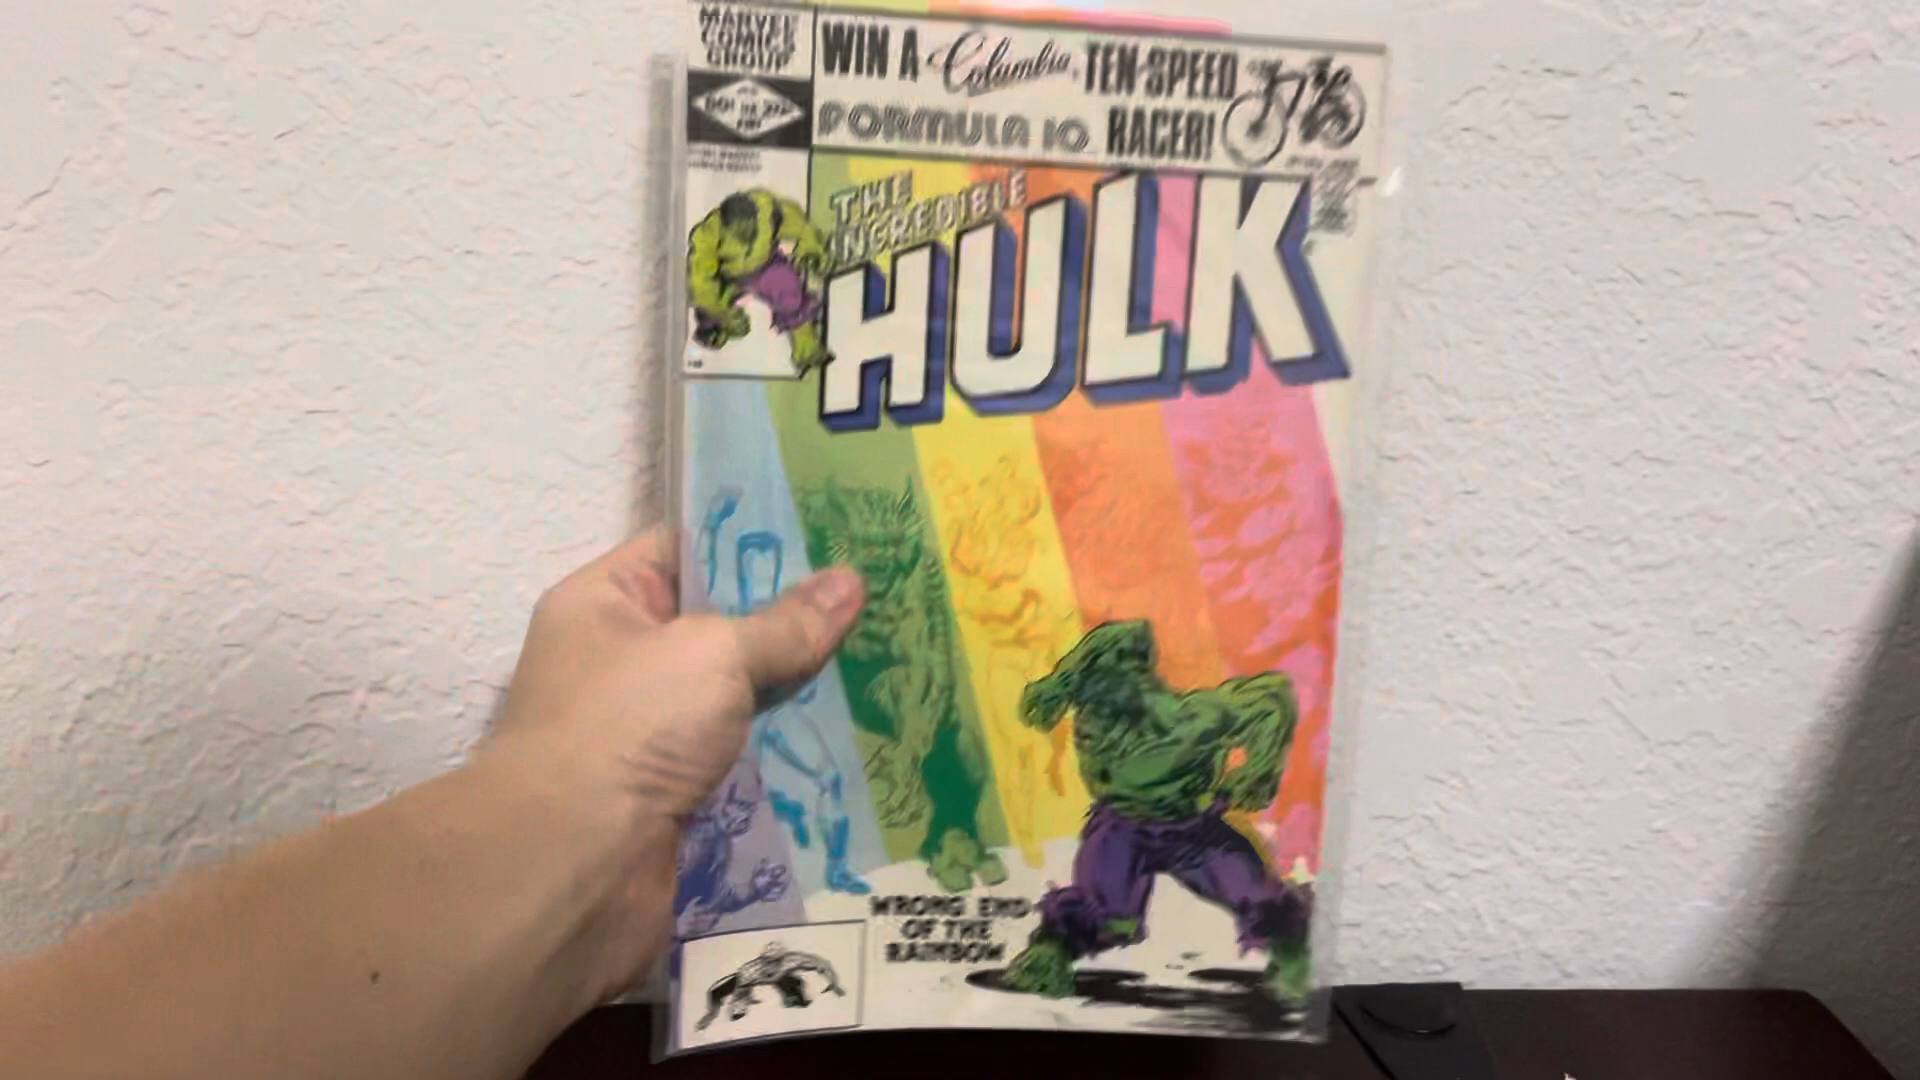 MARVEL
COMICS
GROUP
WIN A Columbia TEN-SPEED
FORMULA 10 RACER!
THE
INCREDIBLE
HULK
WRONG END
OF THE
RAINBOW